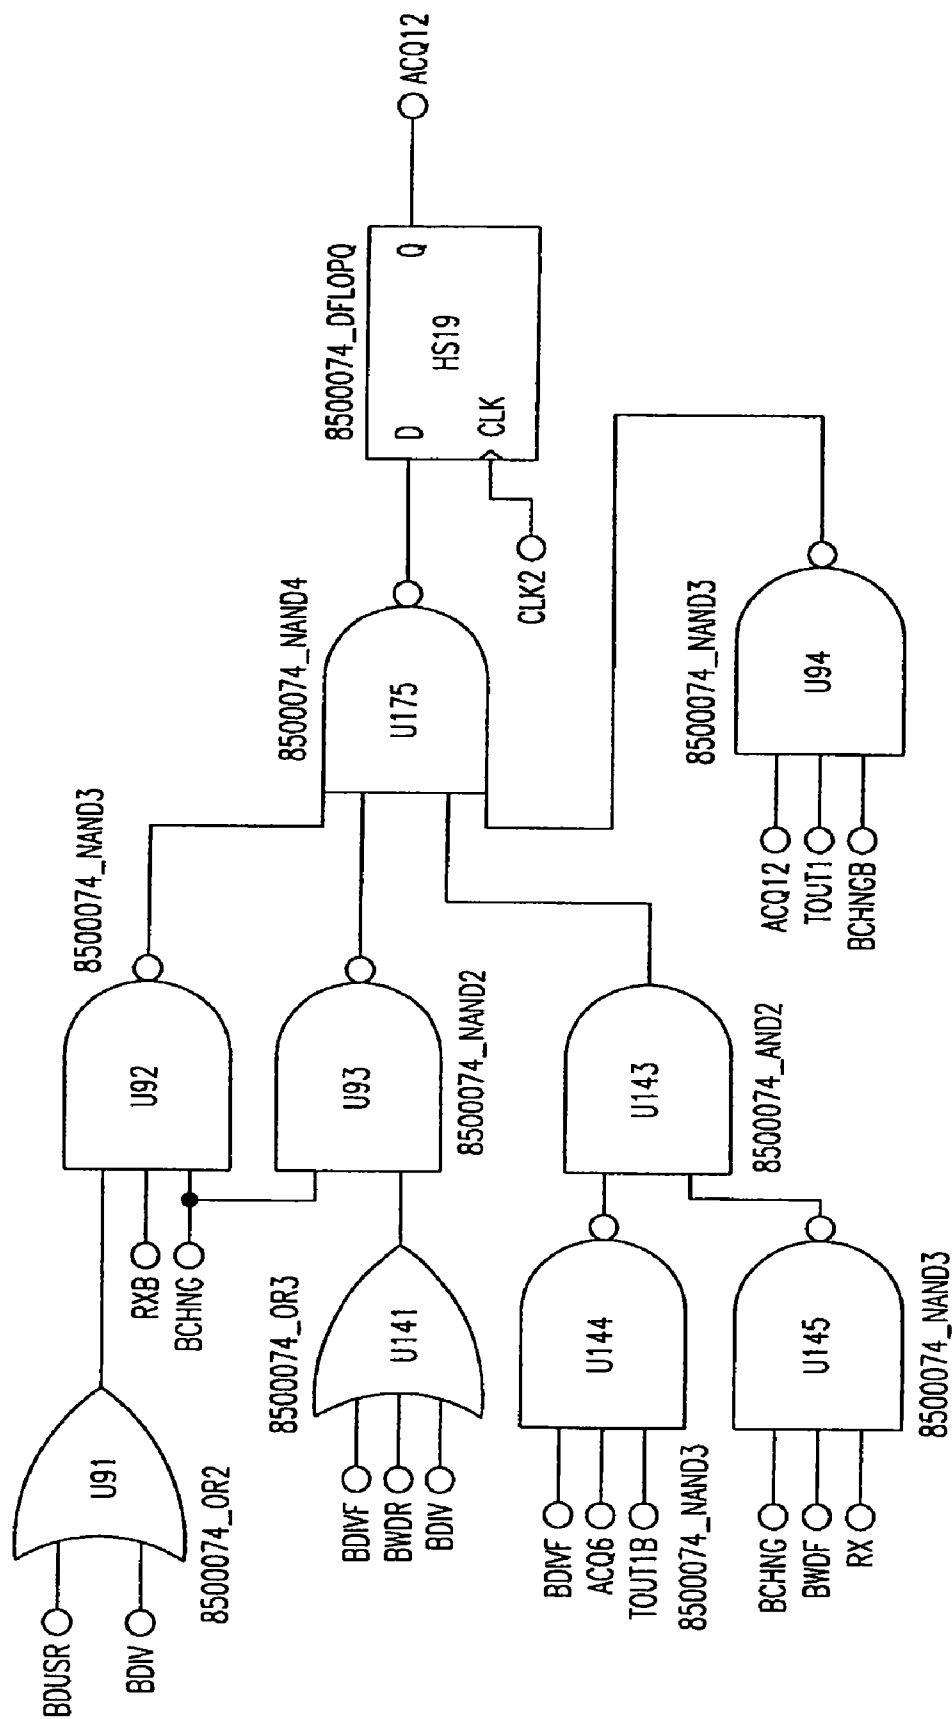 BDUSR
BDIV
U91
8500074_OR2
RXB
BCHNG
U92
8500074_NAND3
8500074_OR3
BDIVF
BWDR
BDIV
U141
U93
8500074_NAND2
8500074_NAND4
U175
8500074_DFLOPQ
D
Q
HS19
CLK
CLK2
ACQ12
BDIVF
ACQ6
TOUT1B
U144
8500074_NAND3
U143
8500074_AND2
BCHNG
BWDF
RX
U145
8500074_NAND3
8500074_NAND3
ACQ12
TOUT1
BCHNGB
U94